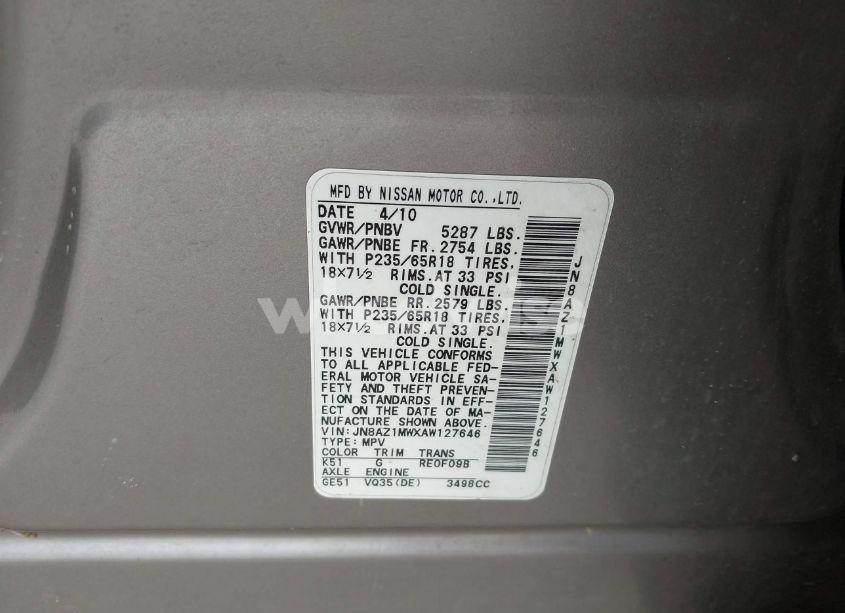 MFD BY NISSAN MOTOR CO.,LTD.
DATE 4/10
GVWR/PNBV 5287 LBS.
GAWR/PNBE FR. 2754 LBS.
WITH P235/65R18 TIRES,
18×7½ RIMS.AT 33 PSI
COLD SINGLE.
GAWR/PNBE RR. 2579 LBS.
WITH P235/65R18 TIRES,
18×7½ RIMS.AT 33 PSI
COLD SINGLE.
THIS VEHICLE CONFORMS
TO ALL APPLICABLE FED–
ERAL MOTOR VEHICLE SA–
FETY AND THEFT PREVEN–
TION STANDARDS IN EFF–
ECT ON THE DATE OF MA–
NUFACTURE SHOWN ABOVE.
VIN:JN8AZ1MWXAW127646
TYPE:MPV
COLOR TRIM TRANS
K51 G RE0F09B
AXLE ENGINE
GE51 VQ35(DE) 3498CC
JN8AZ1MWXAW127646